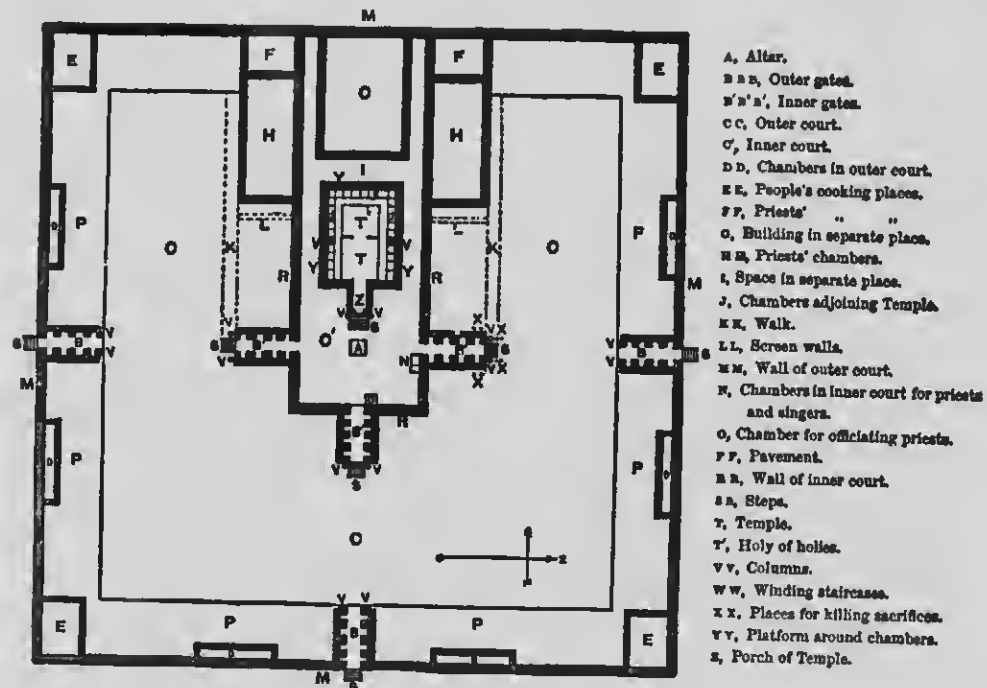 M
E F F E
O
H H
I
Y
P O K L T L K O P
V V
T
Y Y
R R
M
Z
V V S
V V X V X
S B V S B' O' A N B' S V B S
V V V X V X V
M
R
B'
V V
S
P P
D D
O
V V
E P B P E
D
M S
A, Altar.
B B B, Outer gates.
B' B' B', Inner gates.
C C, Outer court.
C', Inner court.
D D, Chambers in outer court.
E E, People's cooking places.
F F, Priests' „ „
G, Building in separate place.
H H, Priests' chambers.
I, Space in separate place.
J, Chambers adjoining Temple.
K K, Walk.
L L, Screen walls.
M M, Wall of outer court.
N, Chambers in inner court for priests
and singers.
O, Chamber for officiating priests.
P P, Pavement.
R R, Wall of inner court.
S S, Steps.
T, Temple.
T', Holy of holies.
V V, Columns.
W W, Winding staircases.
X X, Places for killing sacrifices.
Y Y, Platform around chambers.
Z, Porch of Temple.